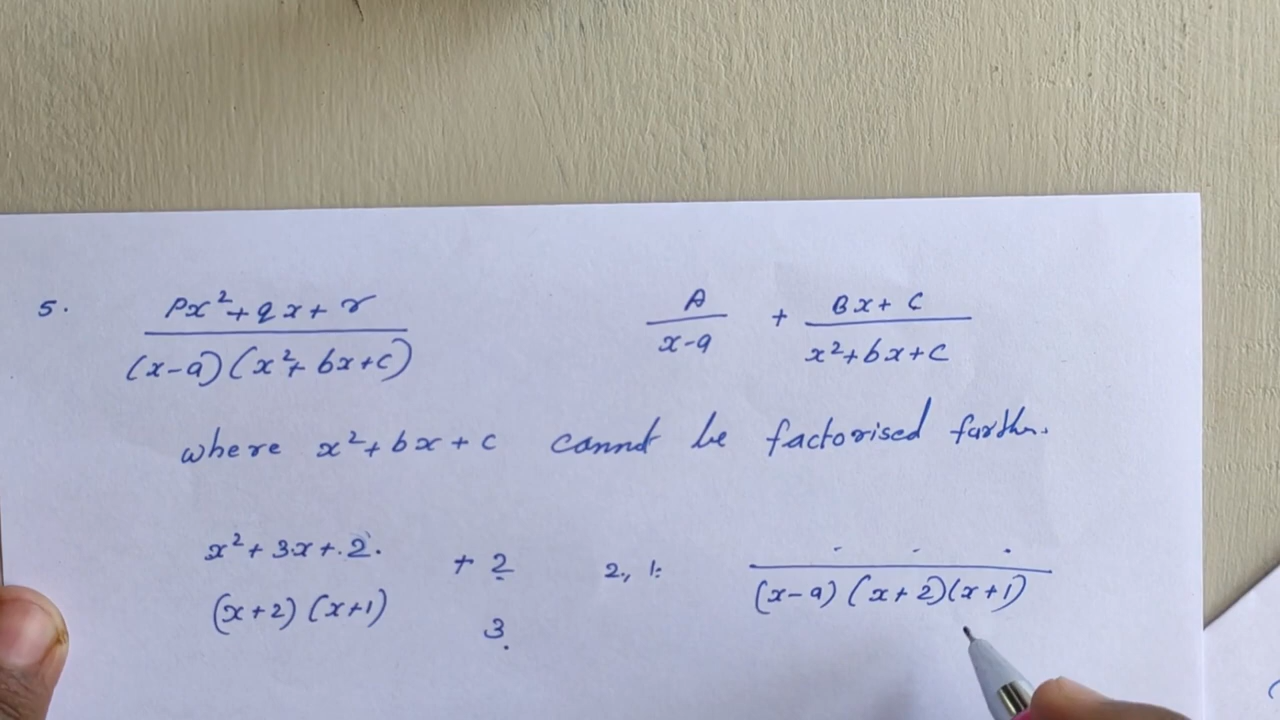 5. (px²+qx+r)/((x-a)(x²+bx+c)) A/(x-a) + (Bx+C)/(x²+bx+c)
where x²+bx+c cannot be factorised further.
x²+3x+2. +2 2, 1.
(x+2)(x+1) 3. . . . /((x-a)(x+2)(x+1))